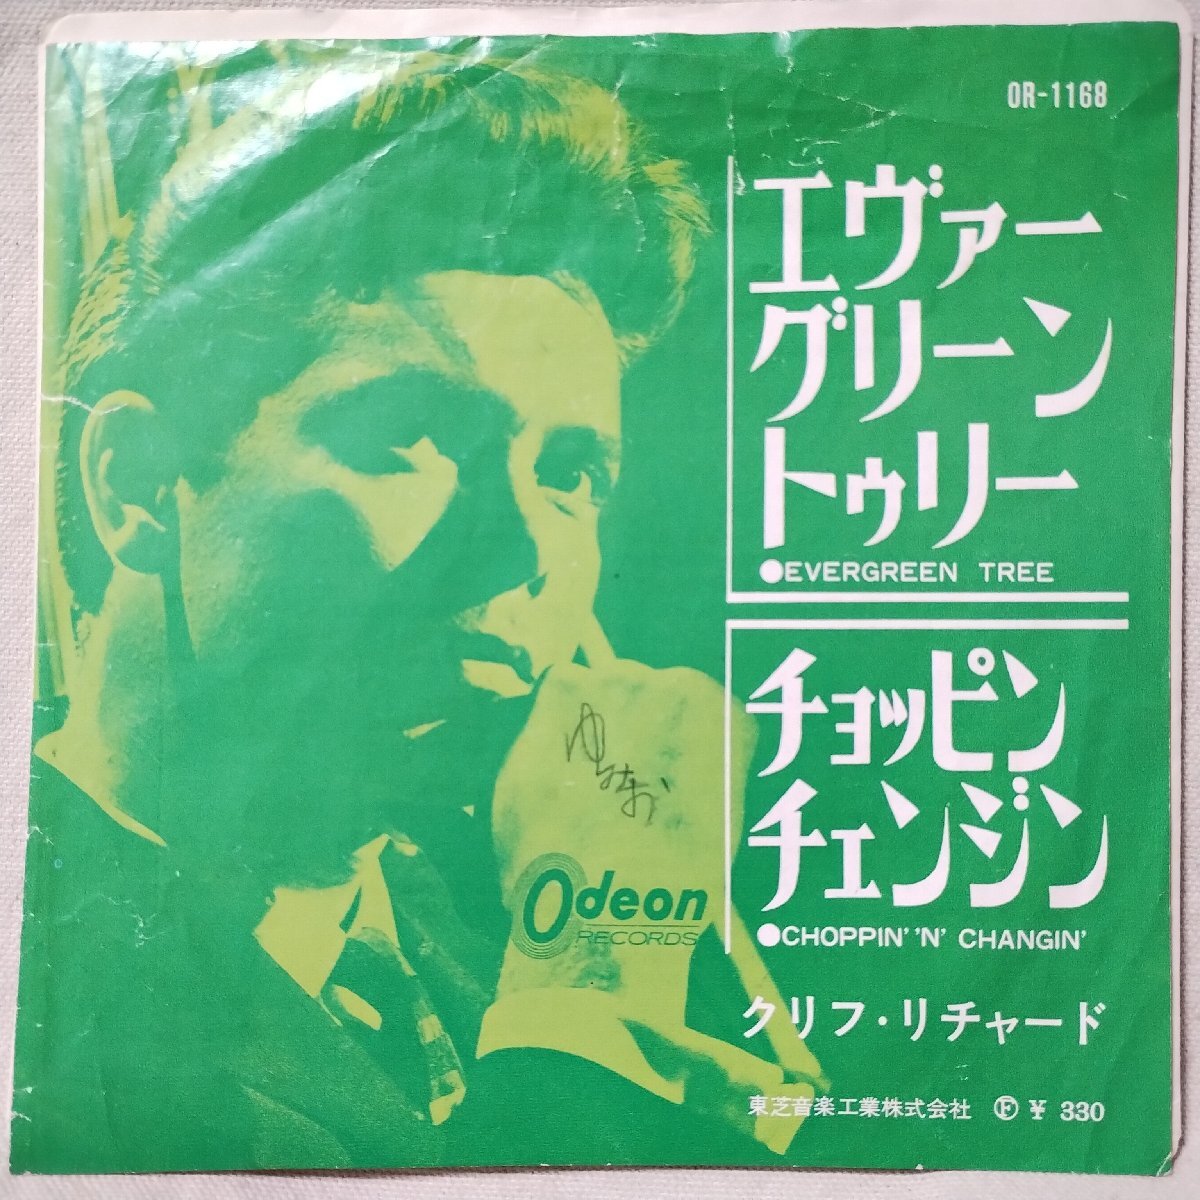 OR-1168
エヴァー
グリーン
トゥリー
●EVERGREEN TREE
チョッピン
チェンジン
●CHOPPIN' 'N' CHANGIN'
Odeon
RECORDS
クリフ・リチャード
東芝音楽工業株式会社 Ⓕ ¥ 330